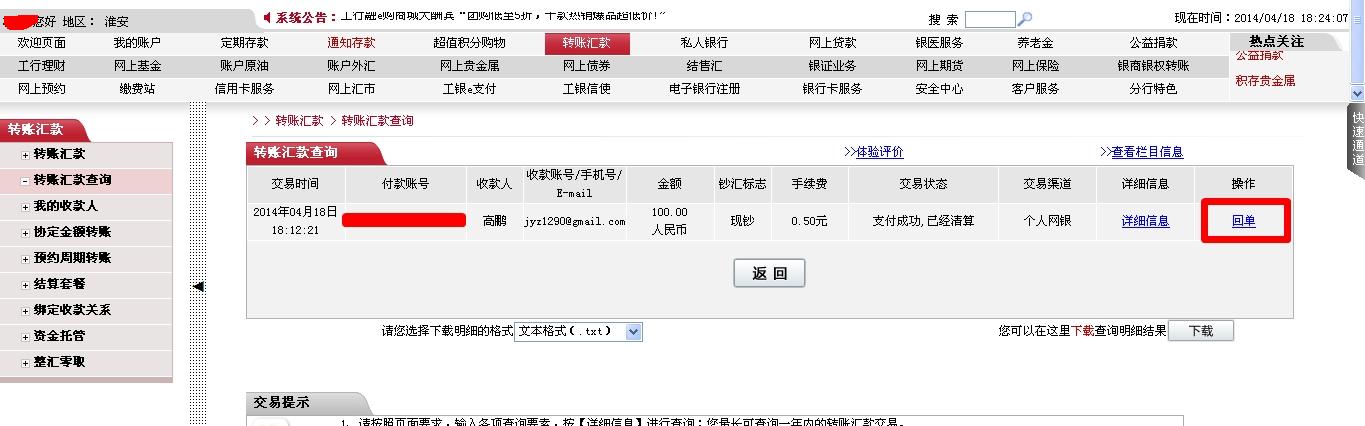 您好 地区： 淮安
系统公告： 工行融e购商城大酬宾“团购低至5折，千款热销爆品超低价!”
搜 索
现在时间：2014/04/18 18:24:07
欢迎页面 我的账户 定期存款 通知存款 超值积分购物 转账汇款 私人银行 网上贷款 银医服务 养老金 公益捐款
热点关注
工行理财 网上基金 账户原油 账户外汇 网上贵金属 网上债券 结售汇 银证业务 网上期货 网上保险 银商银权转账
公益捐款
网上预约 缴费站 信用卡服务 网上汇市 工银e支付 工银信使 电子银行注册 银行卡服务 安全中心 客户服务 分行特色
积存贵金属
快速通道
转账汇款
转账汇款
转账汇款查询
我的收款人
协定金额转账
预约周期转账
结算套餐
绑定收款关系
资金托管
整汇零取
> > 转账汇款 > 转账汇款查询
转账汇款查询
>>体验评价
>>查看栏目信息
交易时间 付款账号 收款人 收款账号/手机号/E-mail 金额 钞汇标志 手续费 交易状态 交易渠道 详细信息 操作
2014年04月18日 18:12:21 高鹏 jyz1290@gmail.com 100.00 人民币 现钞 0.50元 支付成功,已经清算 个人网银 详细信息 回单
返 回
请您选择下载明细的格式 文本格式(.txt)
您可以在这里下载查询明细结果 下载
交易提示
1、请按照页面要求，输入各项查询要素，按【详细信息】进行查询；您最长可查询一年内的转账汇款交易。